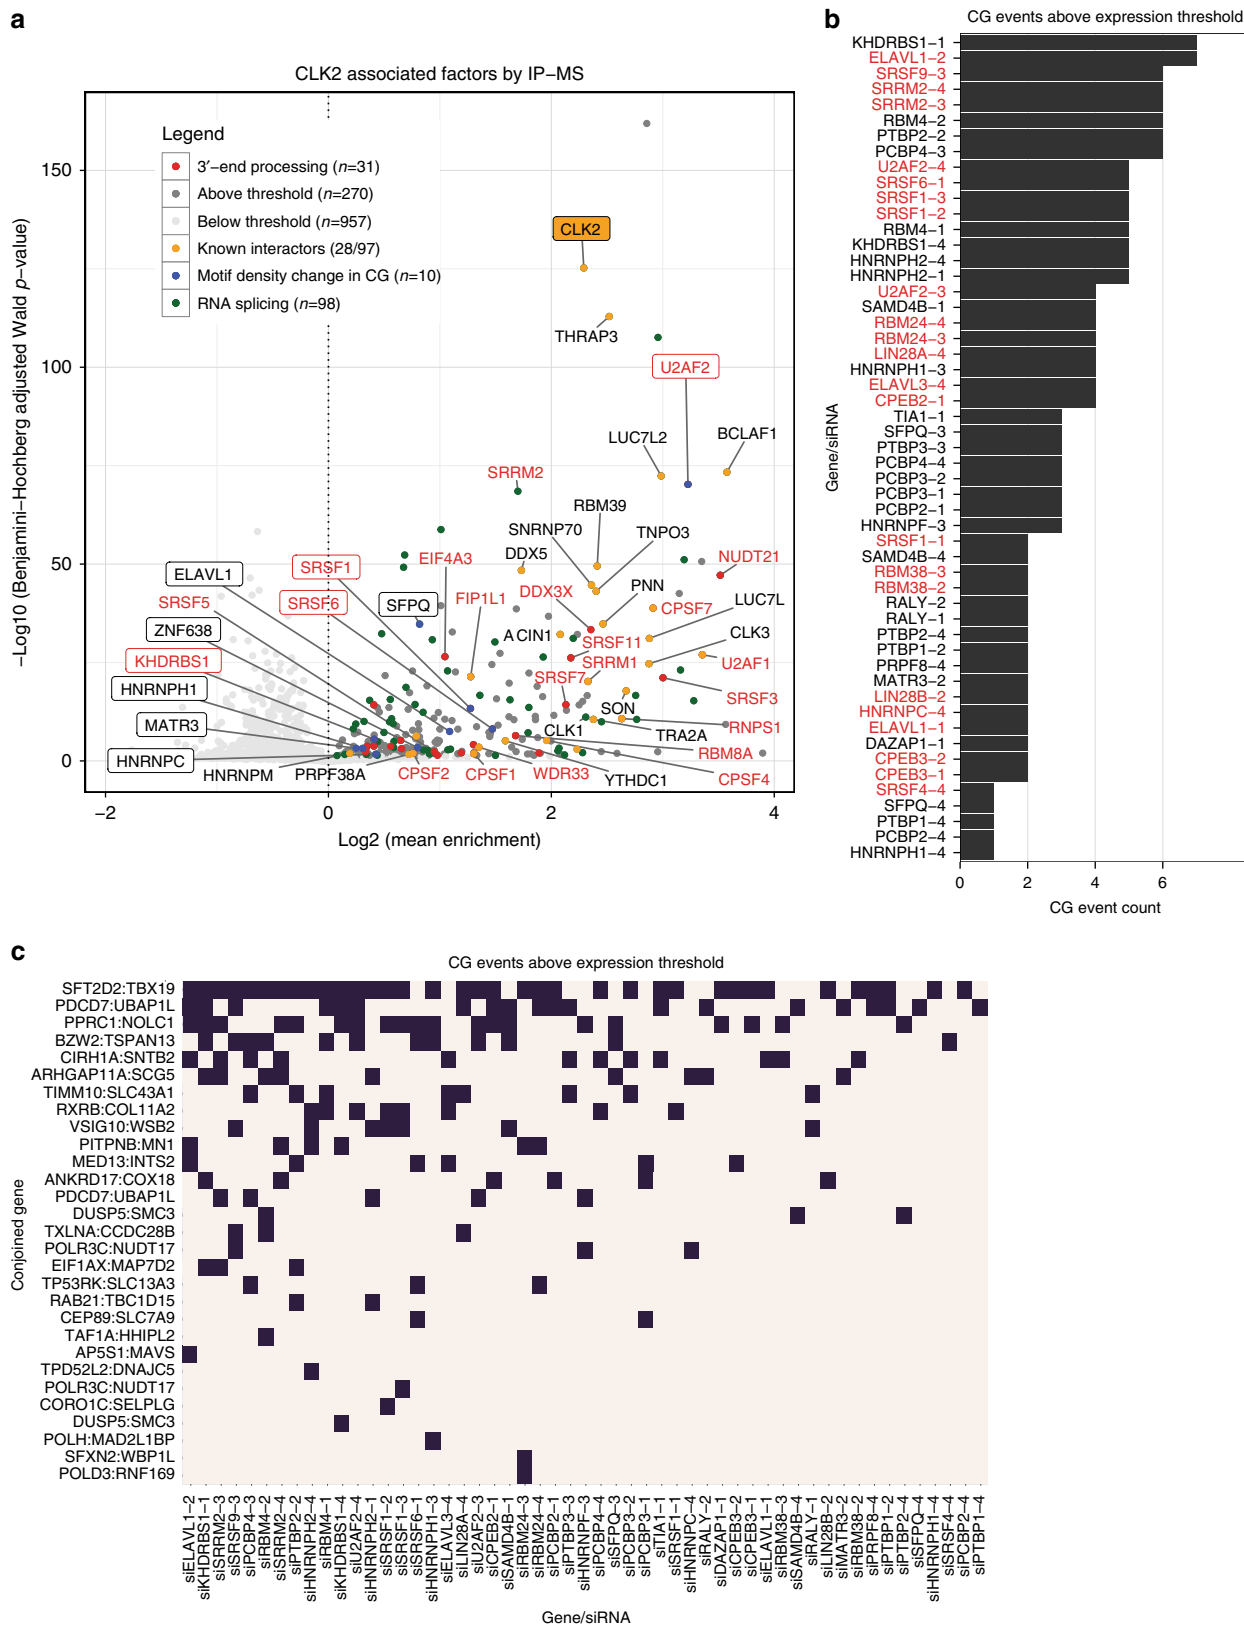 a
CLK2 associated factors by IP−MS
Legend
3′−end processing (n=31)
Above threshold (n=270)
Below threshold (n=957)
Known interactors (28/97)
Motif density change in CG (n=10)
RNA splicing (n=98)
CLK2
THRAP3
U2AF2
LUC7L2
BCLAF1
SRRM2
RBM39
SNRNP70
TNPO3
DDX5
NUDT21
EIF4A3
SRSF1
ELAVL1
SRSF5
SRSF6
SFPQ
FIP1L1
DDX3X
PNN
CPSF7
LUC7L
ZNF638
ACIN1
SRSF11
CLK3
KHDRBS1
SRRM1
U2AF1
SRSF7
HNRNPH1
SRSF3
SON
MATR3
CLK1
TRA2A
RNPS1
HNRNPC
RBM8A
HNRNPM
PRPF38A
CPSF2
CPSF1
WDR33
YTHDC1
CPSF4
150
100
50
0
−2
0
2
4
−Log10 (Benjamini−Hochberg adjusted Wald p−value)
Log2 (mean enrichment)
b
CG events above expression threshold
KHDRBS1−1
ELAVL1−2
SRSF9−3
SRRM2−4
SRRM2−3
RBM4−2
PTBP2−2
PCBP4−3
U2AF2−4
SRSF6−1
SRSF1−3
SRSF1−2
RBM4−1
KHDRBS1−4
HNRNPH2−4
HNRNPH2−1
U2AF2−3
SAMD4B−1
RBM24−4
RBM24−3
LIN28A−4
HNRNPH1−3
ELAVL3−4
CPEB2−1
TIA1−1
SFPQ−3
PTBP3−3
PCBP4−4
PCBP3−2
PCBP3−1
PCBP2−1
HNRNPF−3
SRSF1−1
SAMD4B−4
RBM38−3
RBM38−2
RALY−2
RALY−1
PTBP2−4
PTBP1−2
PRPF8−4
MATR3−2
LIN28B−2
HNRNPC−4
ELAVL1−1
DAZAP1−1
CPEB3−2
CPEB3−1
SRSF4−4
SFPQ−4
PTBP1−4
PCBP2−4
HNRNPH1−4
Gene/siRNA
0
2
4
6
CG event count
c
CG events above expression threshold
SFT2D2:TBX19
PDCD7:UBAP1L
PPRC1:NOLC1
BZW2:TSPAN13
CIRH1A:SNTB2
ARHGAP11A:SCG5
TIMM10:SLC43A1
RXRB:COL11A2
VSIG10:WSB2
PITPNB:MN1
MED13:INTS2
ANKRD17:COX18
PDCD7:UBAP1L
DUSP5:SMC3
TXLNA:CCDC28B
POLR3C:NUDT17
EIF1AX:MAP7D2
TP53RK:SLC13A3
RAB21:TBC1D15
CEP89:SLC7A9
TAF1A:HHIPL2
AP5S1:MAVS
TPD52L2:DNAJC5
POLR3C:NUDT17
CORO1C:SELPLG
DUSP5:SMC3
POLH:MAD2L1BP
SFXN2:WBP1L
POLD3:RNF169
Conjoined gene
siELAVL1−2
siKHDRBS1−1
siSRRM2−3
siSRSF9−3
siPCBP4−3
siRBM4−2
siSRRM2−4
siPTBP2−2
siHNRNPH2−4
siRBM4−1
siKHDRBS1−4
siU2AF2−4
siHNRNPH2−1
siSRSF1−2
siSRSF1−3
siSRSF6−1
siHNRNPH1−3
siELAVL3−4
siLIN28A−4
siU2AF2−3
siCPEB2−1
siSAMD4B−1
siRBM24−3
siRBM24−4
siPCBP2−1
siPTBP3−3
siHNRNPF−3
siPCBP4−4
siSFPQ−3
siPCBP3−2
siPCBP3−1
siTIA1−1
siSRSF1−1
siHNRNPC−4
siRALY−2
siDAZAP1−1
siCPEB3−2
siCPEB3−1
siELAVL1−1
siRBM38−3
siSAMD4B−4
siRALY−1
siLIN28B−2
siMATR3−2
siRBM38−2
siPRPF8−4
siPTBP1−2
siPTBP2−4
siSFPQ−4
siHNRNPH1−4
siSRSF4−4
siPCBP2−4
siPTBP1−4
Gene/siRNA